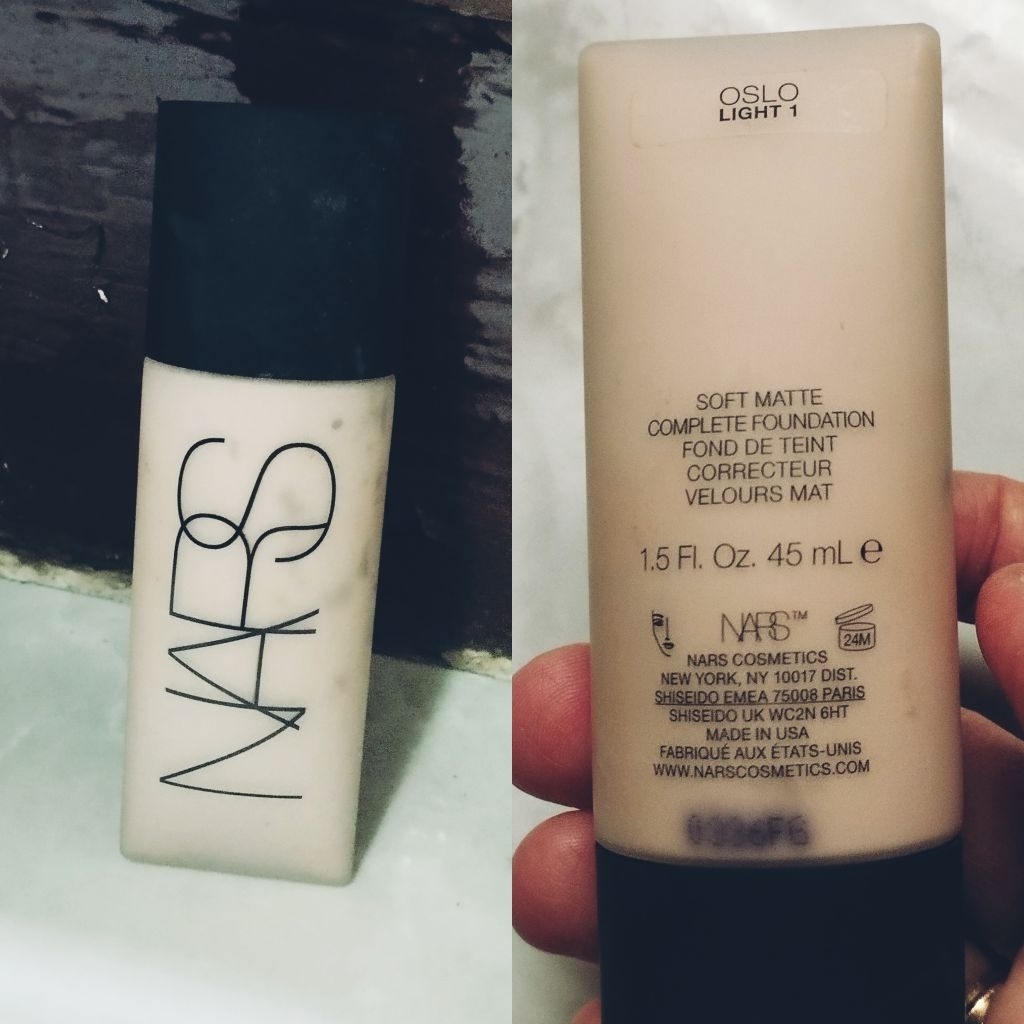 NARS
OSLO
LIGHT 1
SOFT MATTE
COMPLETE FOUNDATION
FOND DE TEINT
CORRECTEUR
VELOURS MAT
1.5 Fl. Oz. 45 mL ℮
NARS™
24M
NARS COSMETICS
NEW YORK, NY 10017 DIST.
SHISEIDO EMEA 75008 PARIS
SHISEIDO UK WC2N 6HT
MADE IN USA
FABRIQUÉ AUX ÉTATS-UNIS
WWW.NARSCOSMETICS.COM